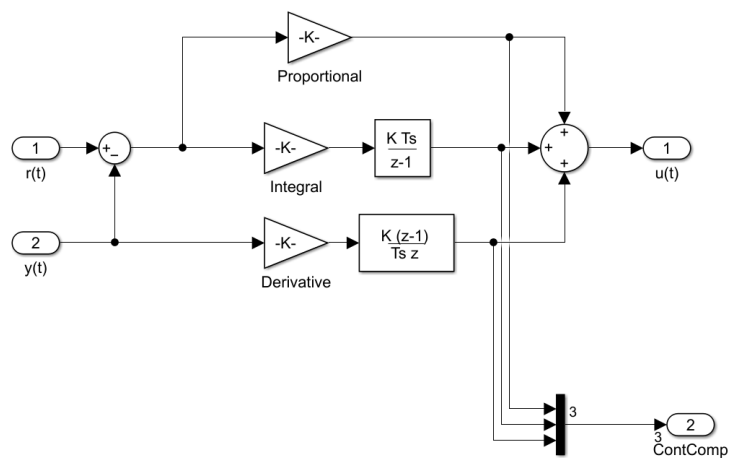 -K-
Proportional
1
r(t)
+
−
-K-
Integral
K Ts
z-1
+
+
+
1
u(t)
2
y(t)
-K-
Derivative
K (z-1)
Ts z
3
3
2
ContComp